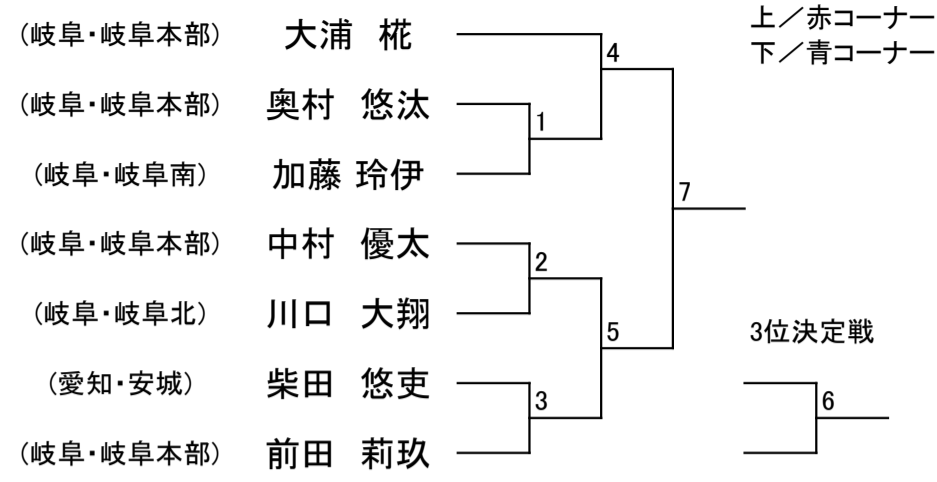 (岐阜・岐阜本部) 大浦 椛
(岐阜・岐阜本部) 奥村 悠汰
(岐阜・岐阜南) 加藤 玲伊
(岐阜・岐阜本部) 中村 優太
(岐阜・岐阜北) 川口 大翔
(愛知・安城) 柴田 悠吏
(岐阜・岐阜本部) 前田 莉玖
1
2
3
4
5
7
上／赤コーナー
下／青コーナー
3位決定戦
6